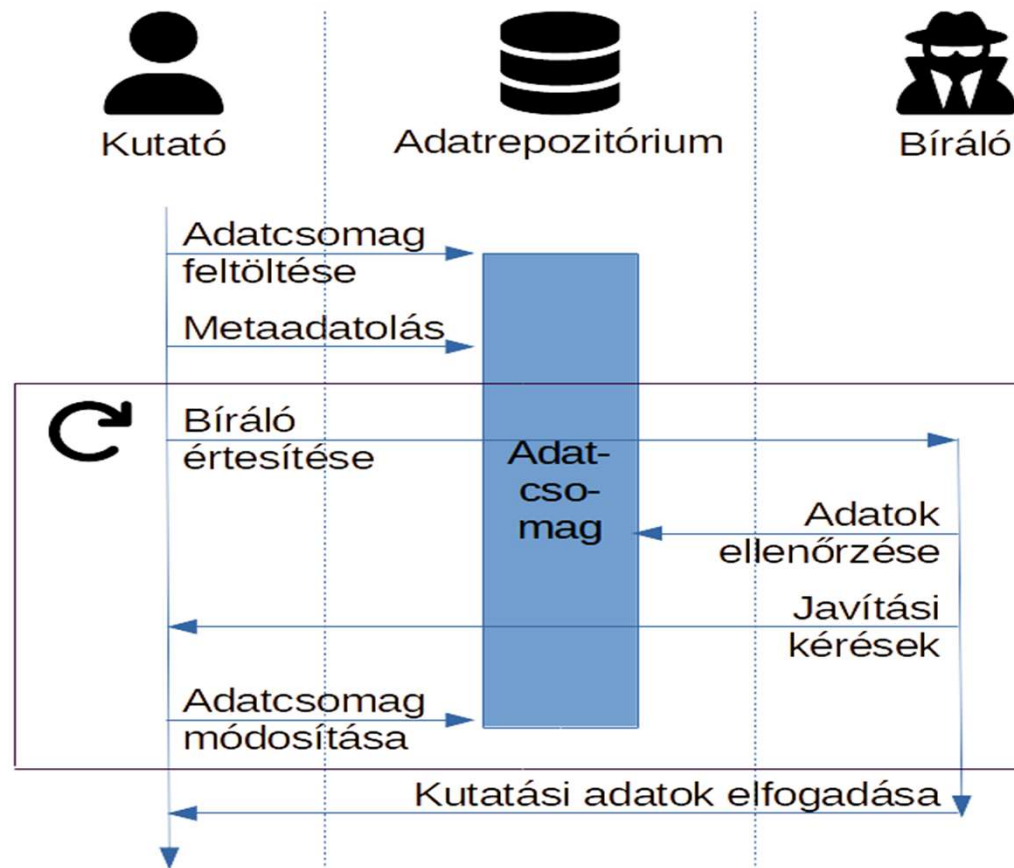 Kutató
Adatrepozitórium
Bíráló
Adatcsomag
feltöltése
Metaadatolás
Bíráló
értesítése
Adat-
cso-
mag
Adatok
ellenőrzése
Javítási
kérések
Adatcsomag
módosítása
Kutatási adatok elfogadása